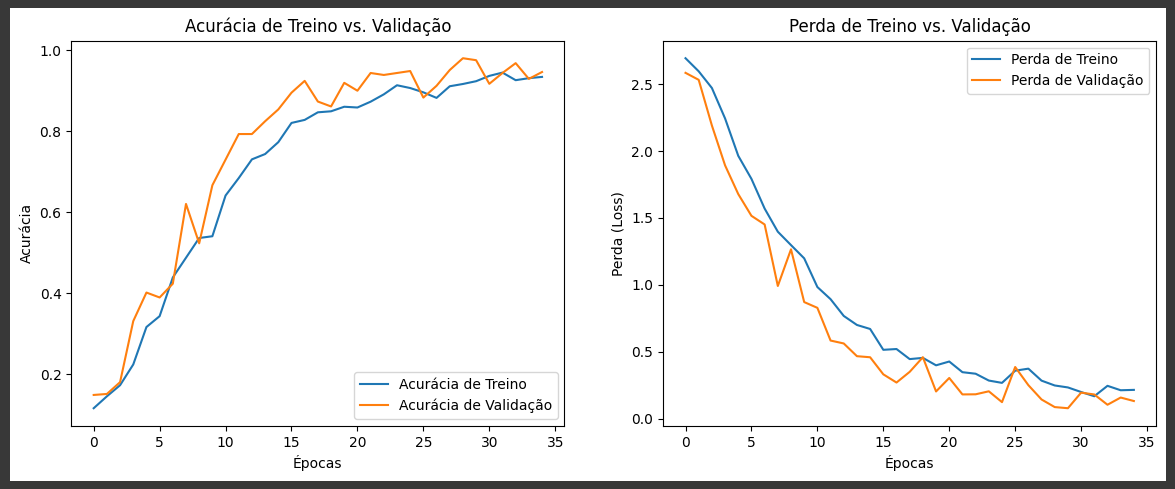 Acurácia de Treino vs. Validação
1.0
0.8
0.6
0.4
0.2
Acurácia
0 5 10 15 20 25 30 35
Épocas
Acurácia de Treino
Acurácia de Validação
Perda de Treino vs. Validação
2.5
2.0
1.5
1.0
0.5
0.0
Perda (Loss)
0 5 10 15 20 25 30 35
Épocas
Perda de Treino
Perda de Validação